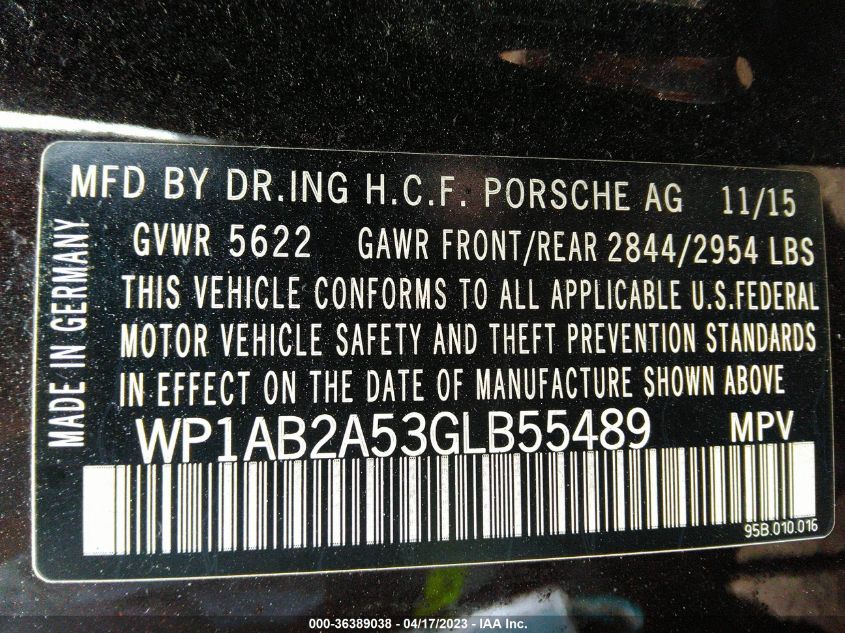 MFD BY DR.ING H.C.F. PORSCHE AG 11/15
GVWR 5622 GAWR FRONT/REAR 2844/2954 LBS
THIS VEHICLE CONFORMS TO ALL APPLICABLE U.S.FEDERAL
MOTOR VEHICLE SAFETY AND THEFT PREVENTION STANDARDS
IN EFFECT ON THE DATE OF MANUFACTURE SHOWN ABOVE
MADE IN GERMANY
WP1AB2A53GLB55489 MPV
95B.010.016
000-36389038 - 04/17/2023 - IAA Inc.